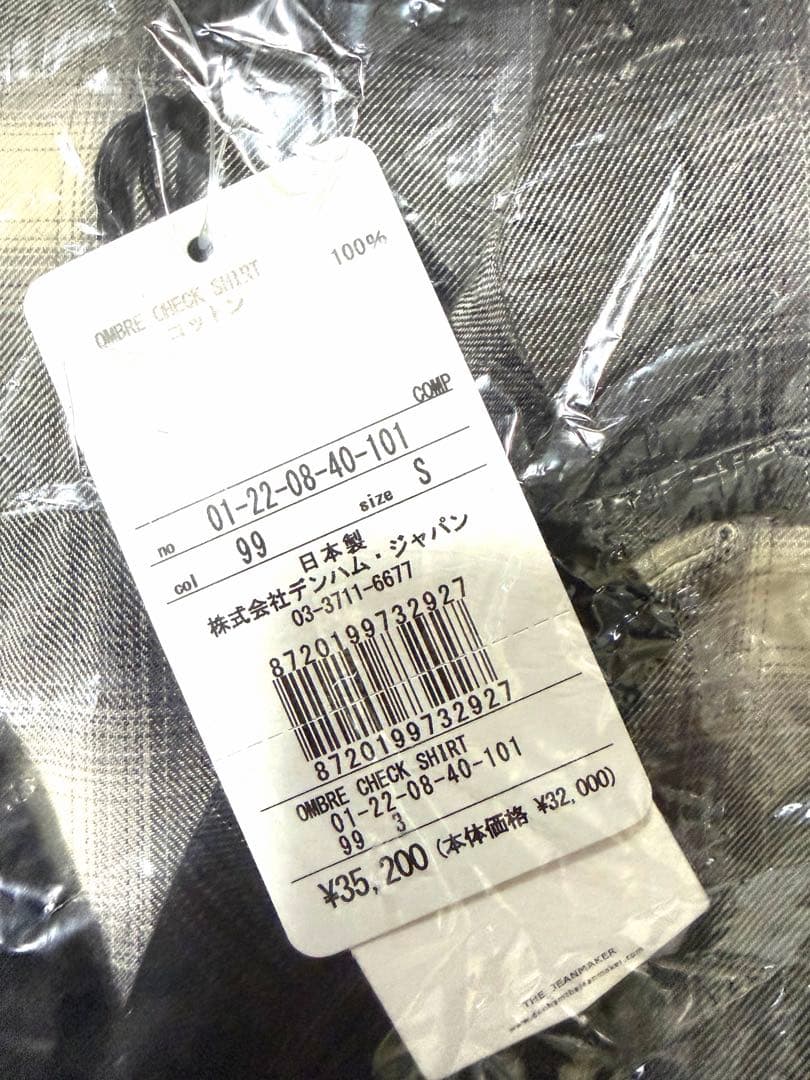 OMBRE CHECK SHIRT
コットン 100%
COMP
no 01-22-08-40-101
col 99 size S
日本製
株式会社デンハム・ジャパン
03-3711-6677
8720199732927
8720199732927
OMBRE CHECK SHIRT
01-22-08-40-101
99 3
¥35,200 (本体価格 ¥32,000)
THE JEANMAKER
www.denhamthejeanmaker.com